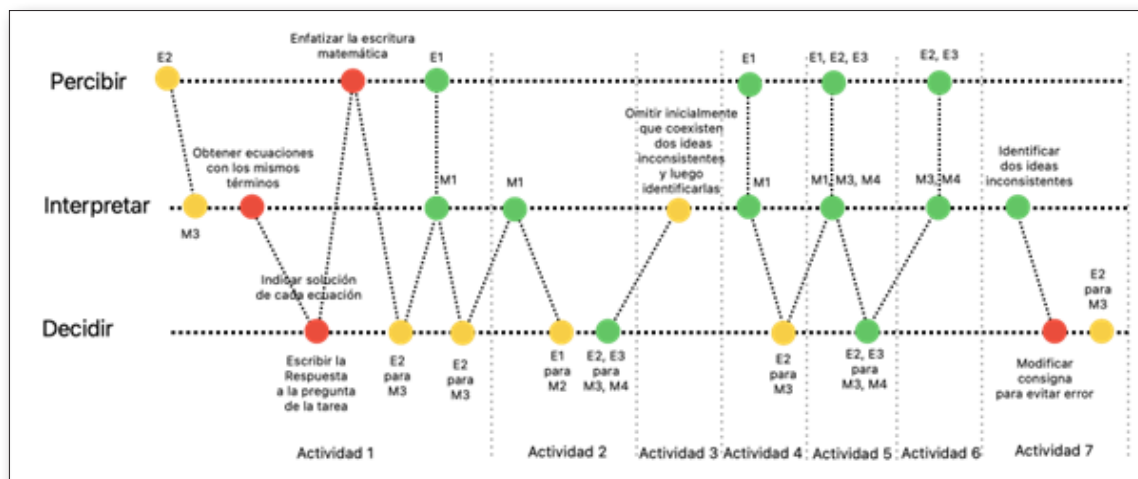 Enfatizar la escritura
matemática
E2
E1
E1
E1, E2, E3
E2, E3
Percibir
Omitir inicialmente
que coexisten
dos ideas
inconsistentes
y luego
identificarlas
Obtener ecuaciones
con los mismos
términos
Identificar
dos ideas
inconsistentes
M1
M1
M1
M1, M3, M4
M3, M4
Interpretar
M3
Indicar solución
de cada ecuación
E2
para
M3
Decidir
Escribir la
Respuesta
a la pregunta
de la tarea
E2
para
M3
E2
para
M3
E1
para
M2
E2, E3
para
M3, M4
E2
para
M3
E2, E3
para
M3, M4
Modificar
consigna
para evitar error
Actividad 1
Actividad 2
Actividad 3
Actividad 4
Actividad 5
Actividad 6
Actividad 7